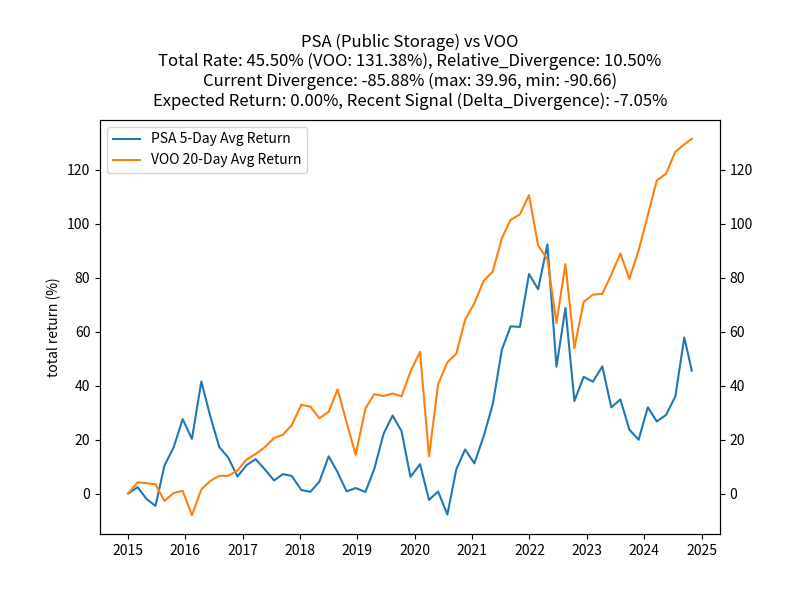 PSA (Public Storage) vs VOO
Total Rate: 45.50% (VOO: 131.38%), Relative_Divergence: 10.50%
Current Divergence: -85.88% (max: 39.96, min: -90.66)
Expected Return: 0.00%, Recent Signal (Delta_Divergence): -7.05%
PSA 5-Day Avg Return
VOO 20-Day Avg Return
total return (%)
120
100
80
60
40
20
0
120
100
80
60
40
20
0
2015 2016 2017 2018 2019 2020 2021 2022 2023 2024 2025